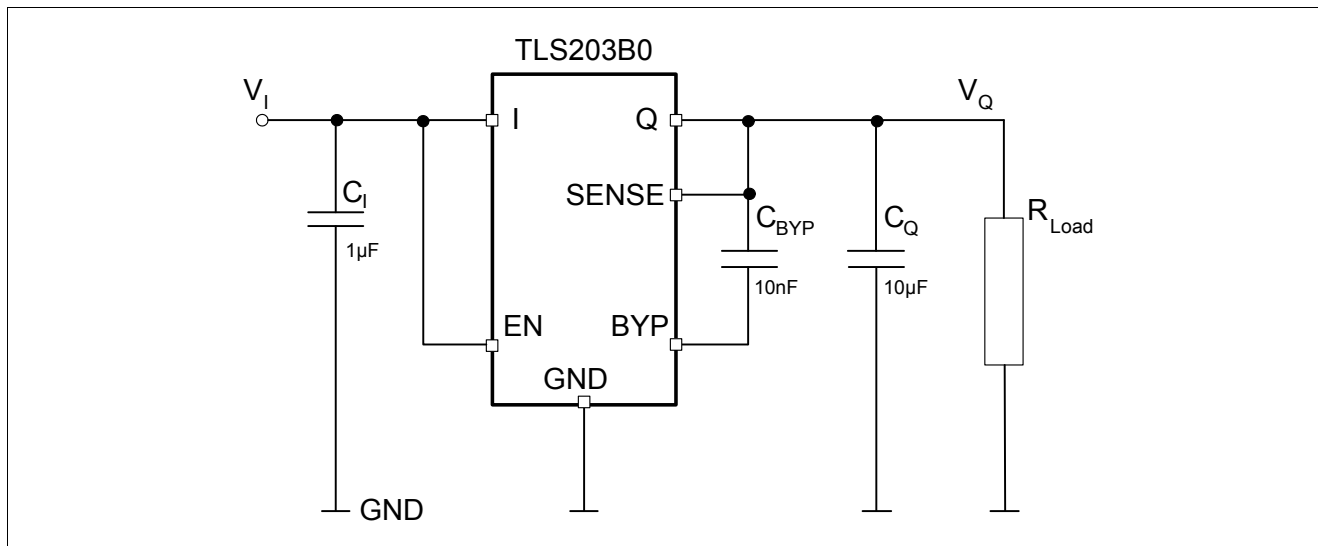 TLS203B0
V_I
V_Q
I
Q
C_I
1µF
SENSE
C_BYP
10nF
C_Q
10µF
R_Load
EN
BYP
GND
GND